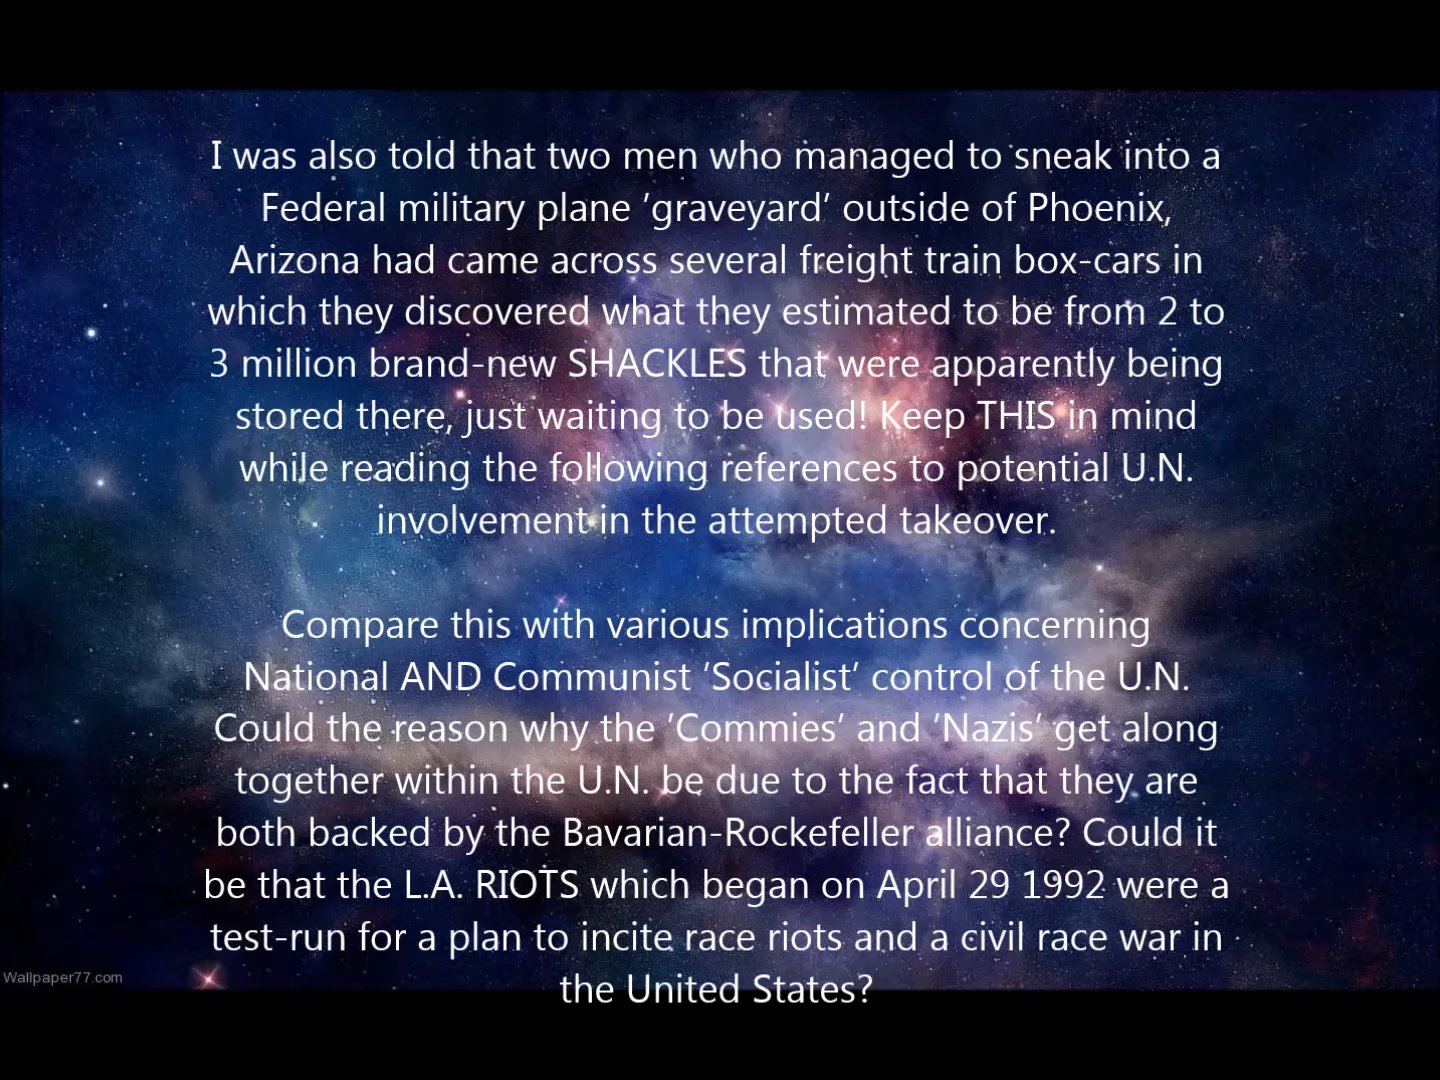 I was also told that two men who managed to sneak into a
Federal military plane ‘graveyard’ outside of Phoenix,
Arizona had came across several freight train box-cars in
which they discovered what they estimated to be from 2 to
3 million brand-new SHACKLES that were apparently being
stored there, just waiting to be used! Keep THIS in mind
while reading the following references to potential U.N.
involvement in the attempted takeover.
Compare this with various implications concerning
National AND Communist ‘Socialist’ control of the U.N.
Could the reason why the ‘Commies’ and ‘Nazis’ get along
together within the U.N. be due to the fact that they are
both backed by the Bavarian-Rockefeller alliance? Could it
be that the L.A. RIOTS which began on April 29 1992 were a
test-run for a plan to incite race riots and a civil race war in
the United States?
Wallpaper77.com